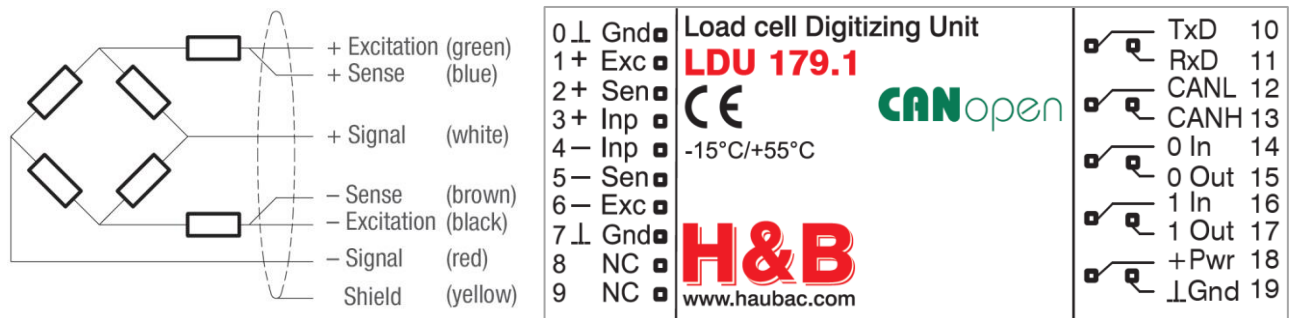 + Excitation (green)
+ Sense (blue)
+ Signal (white)
– Sense (brown)
– Excitation (black)
– Signal (red)
Shield (yellow)
0⊥ Gnd
1+ Exc
2+ Sen
3+ Inp
4– Inp
5– Sen
6– Exc
7⊥ Gnd
8 NC
9 NC
Load cell Digitizing Unit
LDU 179.1
CE
CANopen
-15°C/+55°C
H&B
www.haubac.com
TxD 10
RxD 11
CANL 12
CANH 13
0 In 14
0 Out 15
1 In 16
1 Out 17
+Pwr 18
⊥Gnd 19